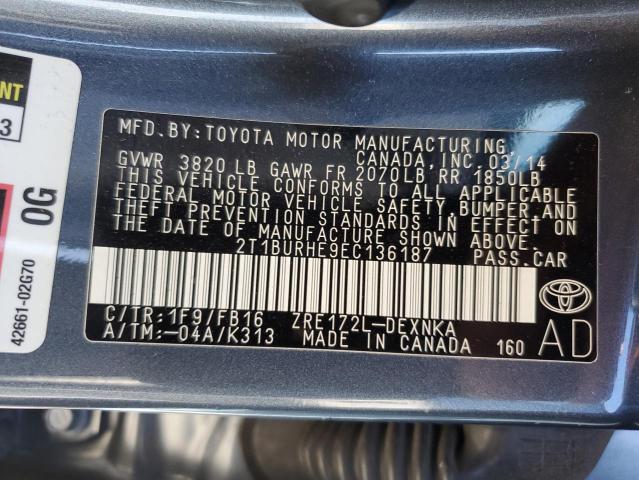 NT
3
0G
42661-02G70
MFD. BY:TOYOTA MOTOR MANUFACTURING,
CANADA, INC. 03/14
GVWR 3820 LB GAWR FR 2070LB RR 1850LB
THIS VEHICLE CONFORMS TO ALL APPLICABLE
FEDERAL MOTOR VEHICLE SAFETY, BUMPER, AND
THEFT PREVENTION STANDARDS IN EFFECT ON
THE DATE OF MANUFACTURE SHOWN ABOVE.
2T1BURHE9EC136187 PASS.CAR
C/TR:1F9/FB16 ZRE172L-DEXNKA
A/TM:-04A/K313 MADE IN CANADA 160
TOYOTA
AD